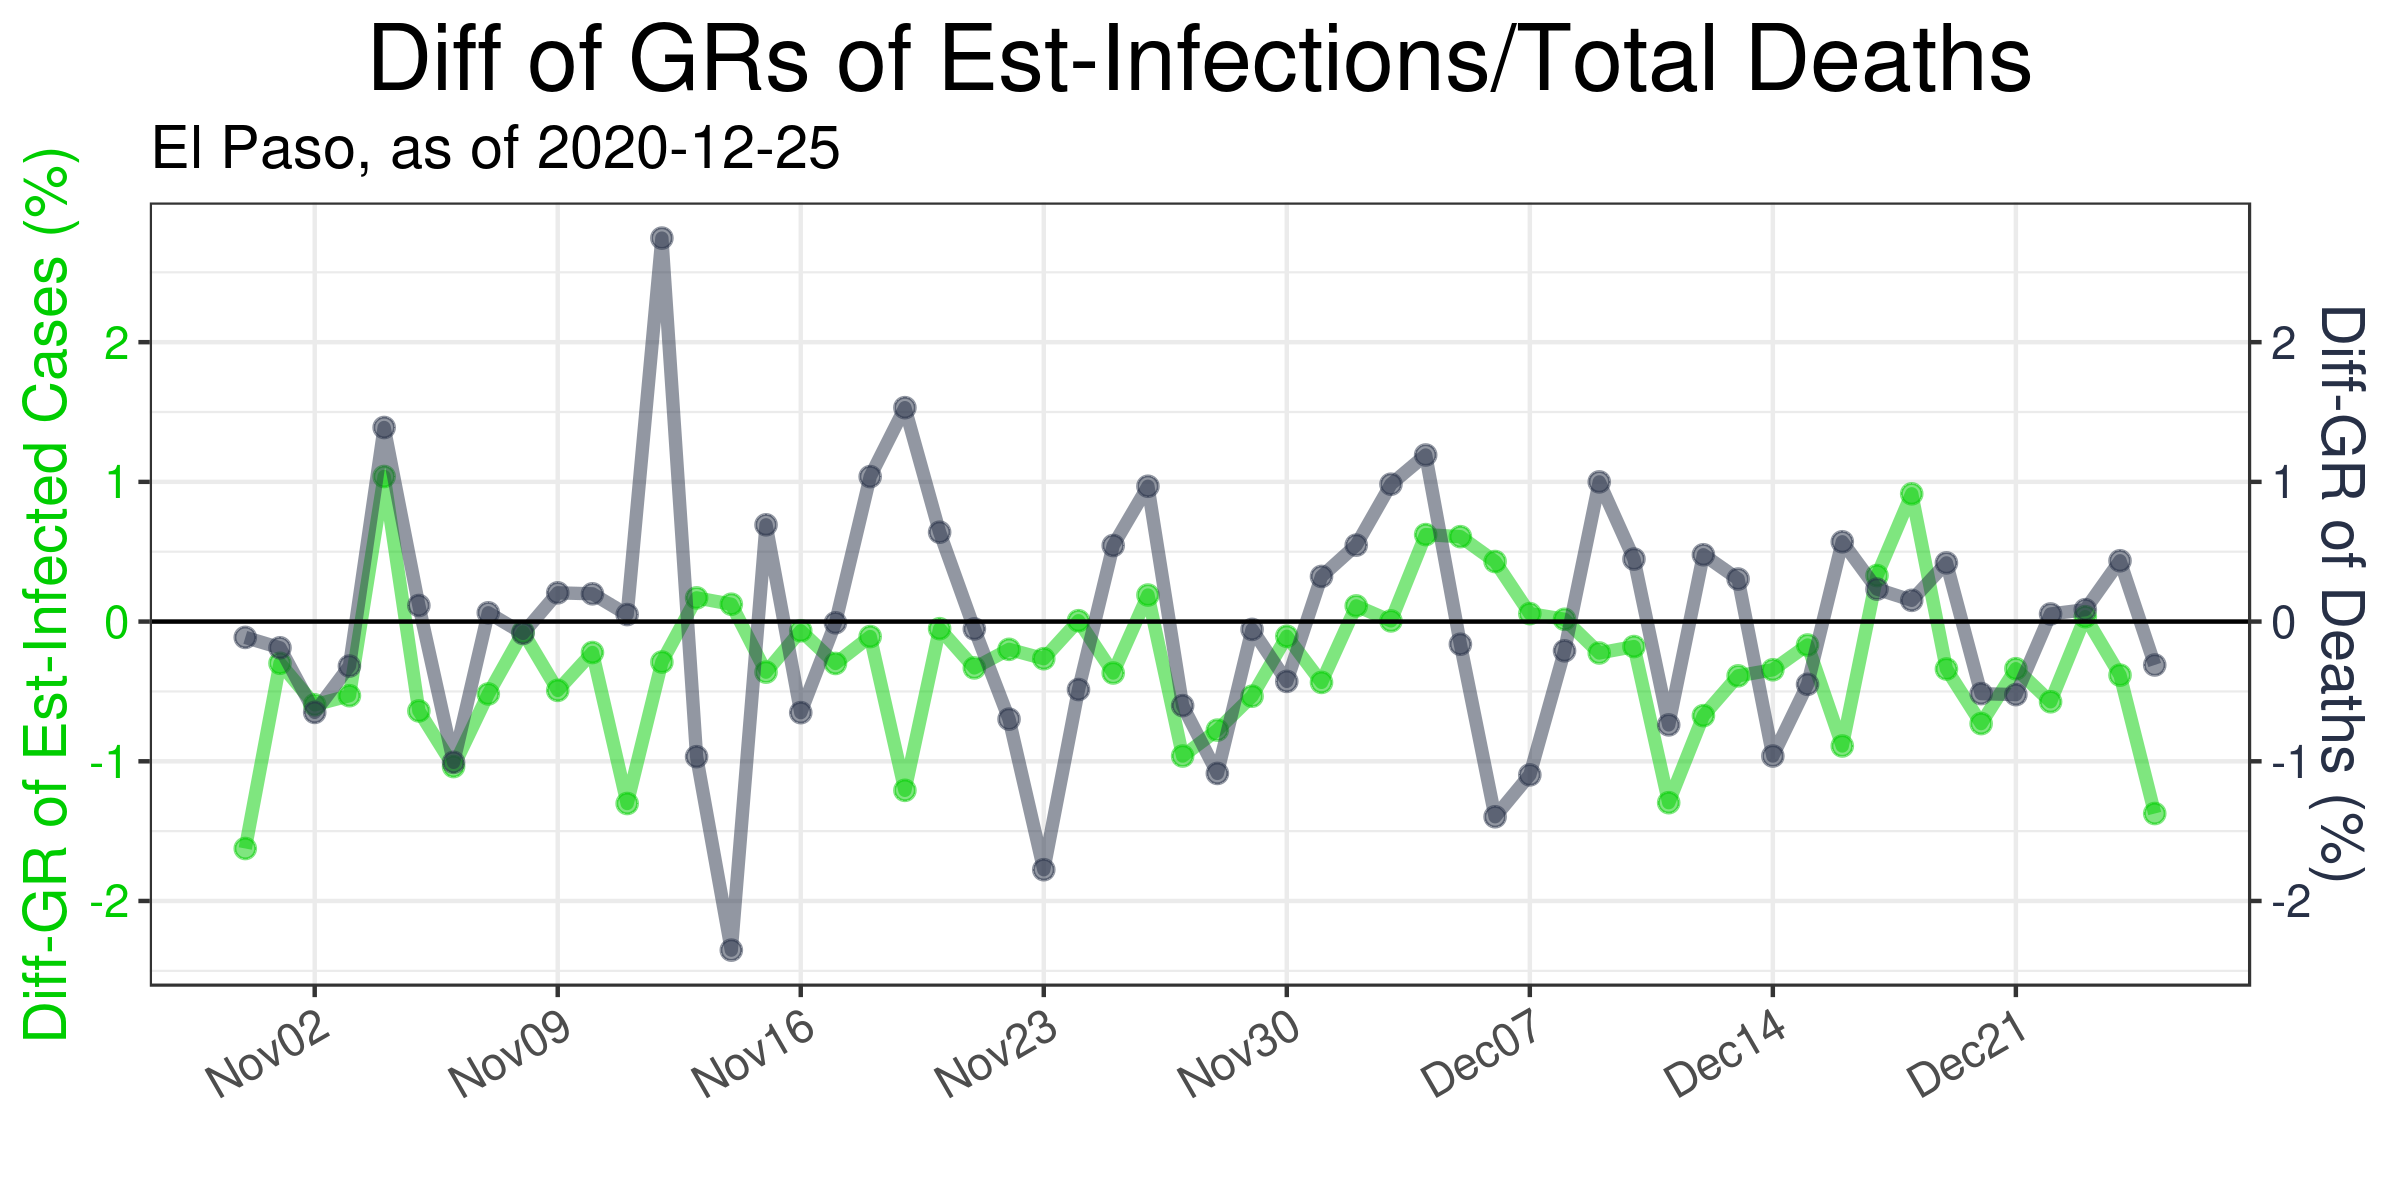 Diff of GRs of Est-Infections/Total Deaths
El Paso, as of 2020-12-25
Diff-GR of Est-Infected Cases (%)
2
1
0
-1
-2
2
1
0
-1
-2
Diff-GR of Deaths (%)
Nov02
Nov09
Nov16
Nov23
Nov30
Dec07
Dec14
Dec21